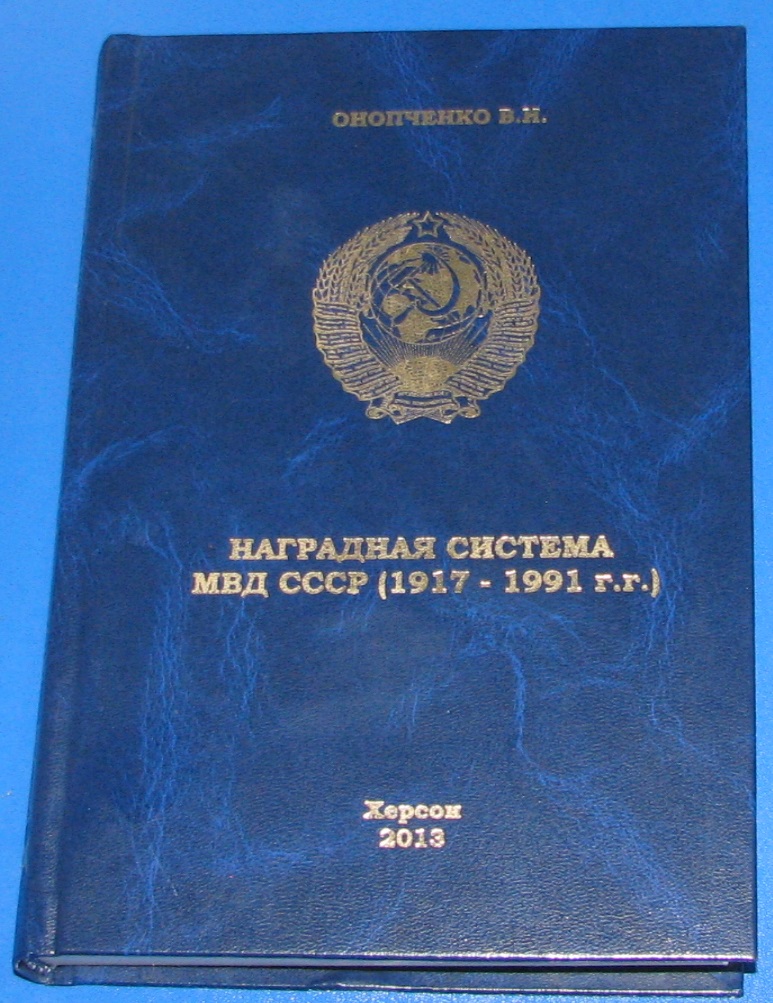 ОНОПЧЕНКО В.И.
НАГРАДНАЯ СИСТЕМА
МВД СССР (1917 - 1991 г.г.)
Херсон
2013